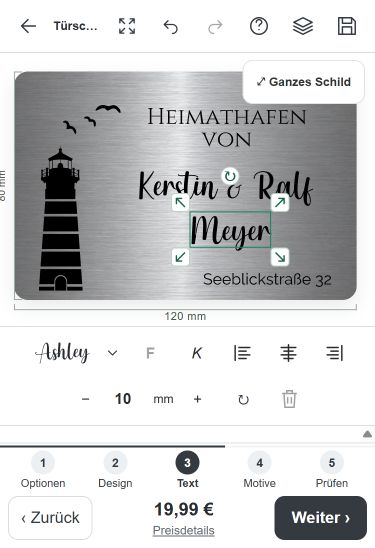 Türsc...
Ganzes Schild
Heimathafen
von
Kerstin & Ralf
Meyer
Seeblickstraße 32
80 mm
120 mm
Ashley
F
K
− 10 mm +
1 2 3 4 5
Optionen Design Text Motive Prüfen
‹ Zurück
19,99 €
Preisdetails
Weiter ›